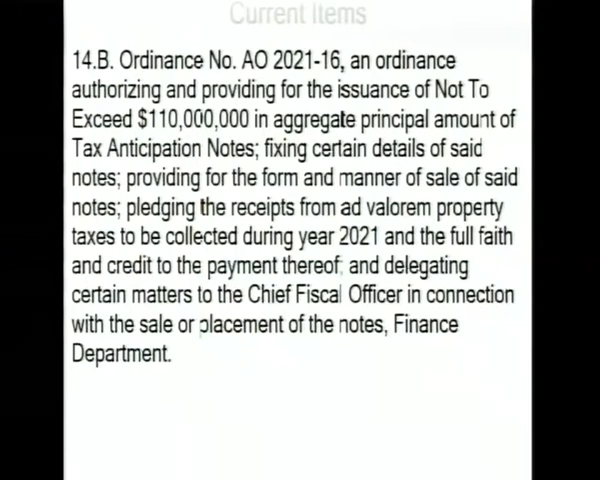 Current Items
14.B. Ordinance No. AO 2021-16, an ordinance
authorizing and providing for the issuance of Not To
Exceed $110,000,000 in aggregate principal amount of
Tax Anticipation Notes; fixing certain details of said
notes; providing for the form and manner of sale of said
notes; pledging the receipts from ad valorem property
taxes to be collected during year 2021 and the full faith
and credit to the payment thereof; and delegating
certain matters to the Chief Fiscal Officer in connection
with the sale or placement of the notes, Finance
Department.